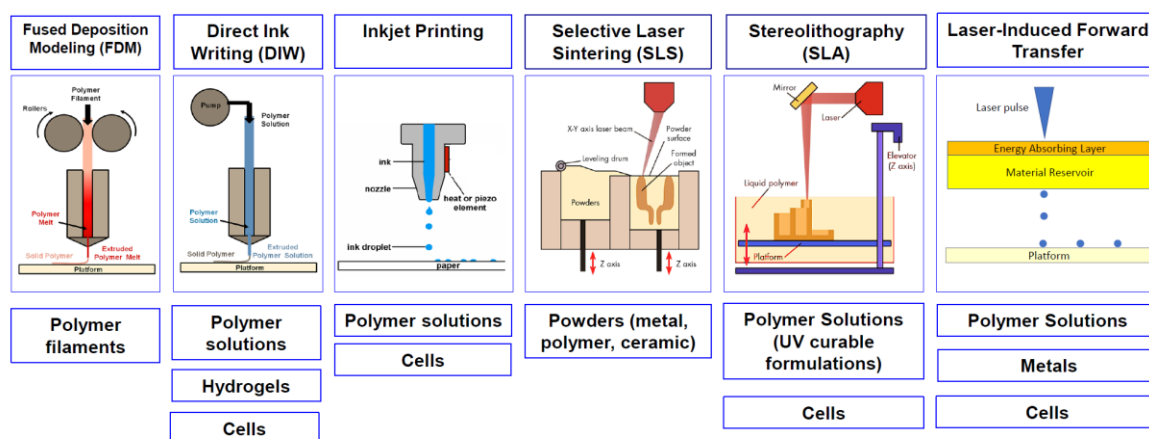 Fused Deposition
Modeling (FDM)
Direct Ink
Writing (DIW)
Inkjet Printing
Selective Laser
Sintering (SLS)
Stereolithography
(SLA)
Laser-Induced Forward
Transfer
Polymer
Filament
Rollers
Polymer
Melt
Solid Polymer
Extruded
Polymer Melt
Platform
Pump
Polymer
Solution
Polymer
Solution
Solid Polymer
Extruded
Polymer Solution
Platform
ink
nozzle
heat or piezo
element
ink droplet
paper
X-Y axis laser beam
Powder
surface
Leveling drum
Formed
object
Powders
Z axis
Z axis
Mirror
Laser
Elevator
(Z axis)
Liquid polymer
Platform
Laser pulse
Energy Absorbing Layer
Material Reservoir
Platform
Polymer
filaments
Polymer
solutions
Hydrogels
Cells
Polymer solutions
Cells
Powders (metal,
polymer, ceramic)
Polymer Solutions
(UV curable
formulations)
Cells
Polymer Solutions
Metals
Cells